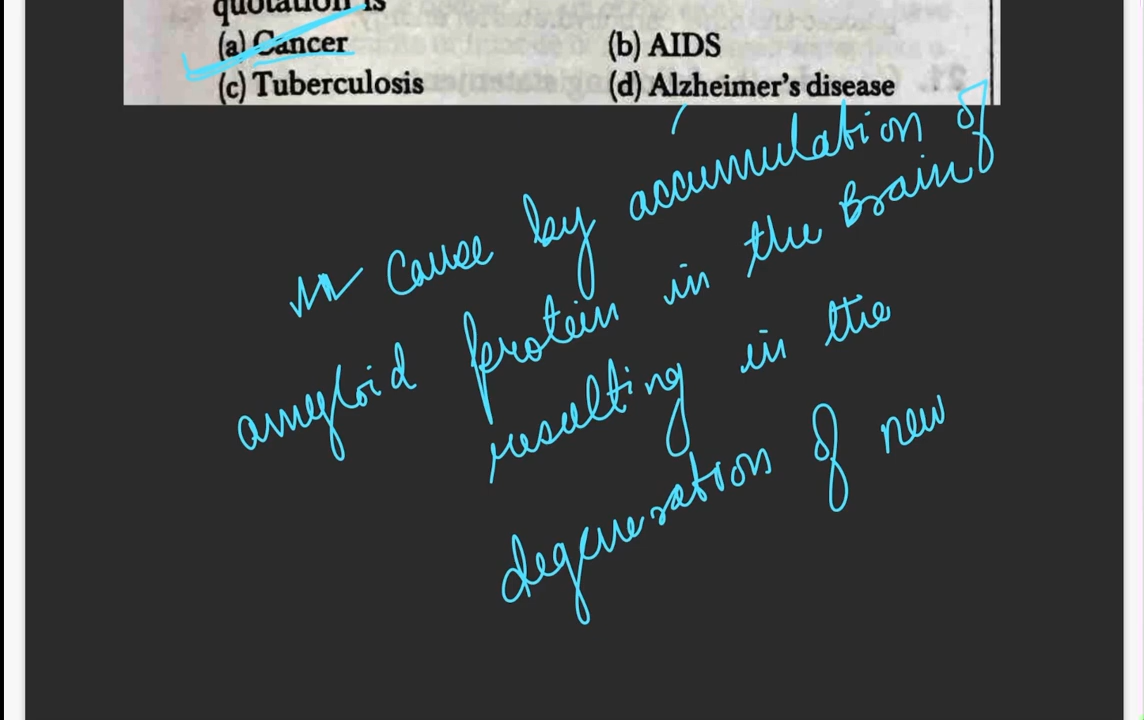 quotation is
(a) Cancer (b) AIDS
(c) Tuberculosis (d) Alzheimer's disease
Cause by accumulation of
amyloid protein in the Brain
resulting in the
degeneration of new